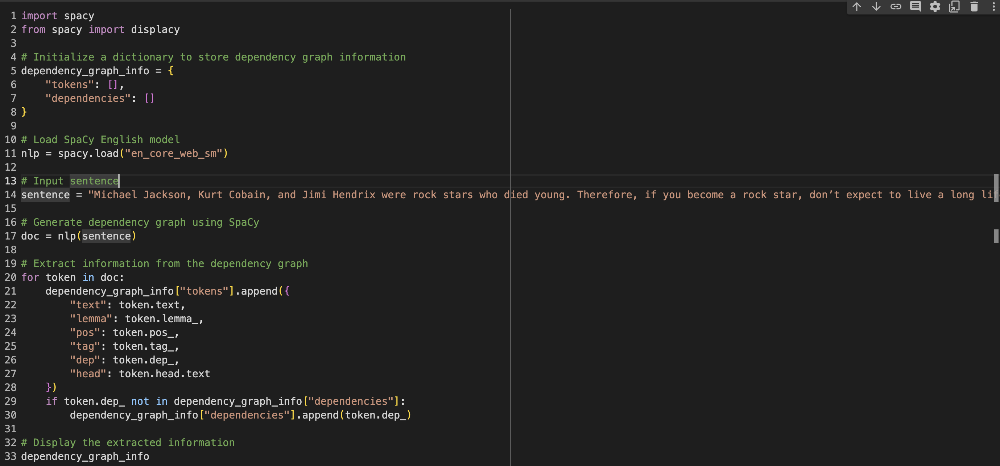 1 import spacy
2 from spacy import displacy
3
4 # Initialize a dictionary to store dependency graph information
5 dependency_graph_info = {
6     "tokens": [],
7     "dependencies": []
8 }
9
10 # Load SpaCy English model
11 nlp = spacy.load("en_core_web_sm")
12
13 # Input sentence
14 sentence = "Michael Jackson, Kurt Cobain, and Jimi Hendrix were rock stars who died young. Therefore, if you become a rock star, don’t expect to live a long
15
16 # Generate dependency graph using SpaCy
17 doc = nlp(sentence)
18
19 # Extract information from the dependency graph
20 for token in doc:
21     dependency_graph_info["tokens"].append({
22         "text": token.text,
23         "lemma": token.lemma_,
24         "pos": token.pos_,
25         "tag": token.tag_,
26         "dep": token.dep_,
27         "head": token.head.text
28     })
29     if token.dep_ not in dependency_graph_info["dependencies"]:
30         dependency_graph_info["dependencies"].append(token.dep_)
31
32 # Display the extracted information
33 dependency_graph_info